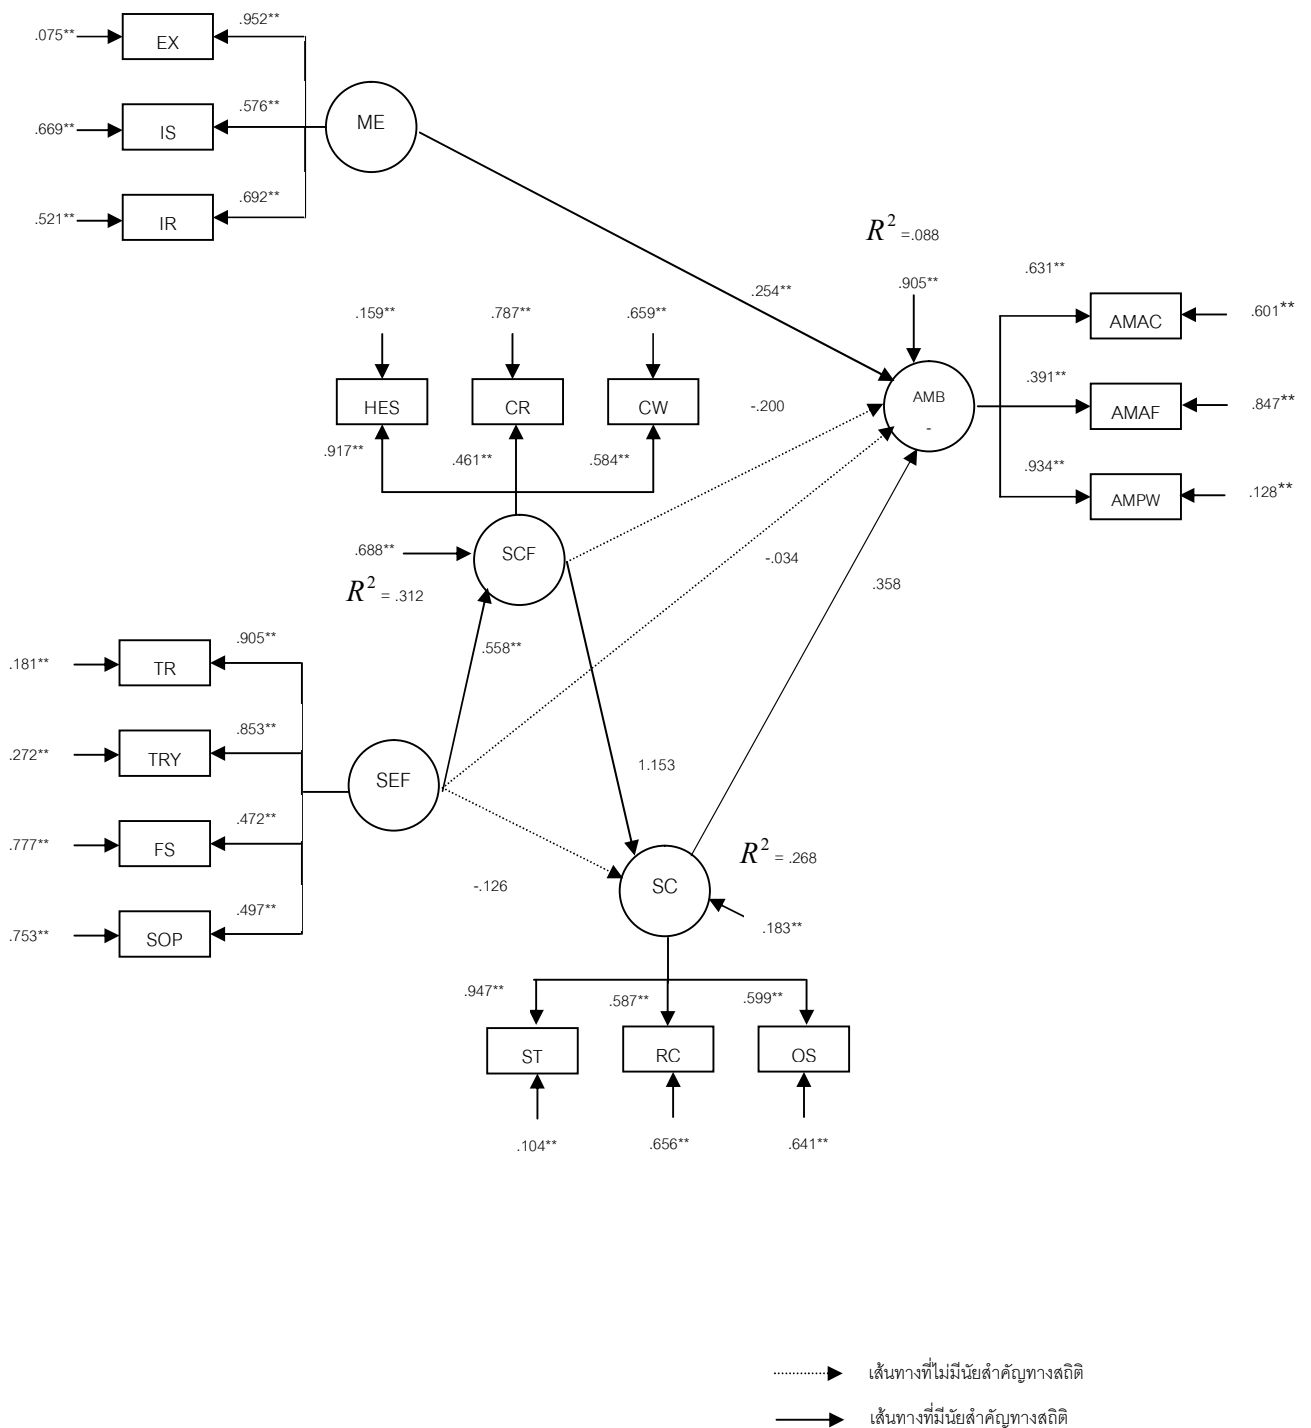 .075** EX .952**
.669** IS .576** ME
.521** IR .692**
R² =.088
.254** .905** .631**
AMAC .601**
.159** .787** .659**
HES CR CW -.200 AMB .391** AMAF .847**
-
.917** .461** .584** .934** AMPW .128**
.688** SCF -.034
R² = .312 .358
.181** TR .905** .558**
.272** TRY .853** SEF 1.153
.777** FS .472** R² = .268
-.126 SC
.753** SOP .497** .183**
.947** .587** .599**
ST RC OS
.104** .656** .641**
เส้นทางที่ไม่มีนัยสำคัญทางสถิติ
เส้นทางที่มีนัยสำคัญทางสถิติ